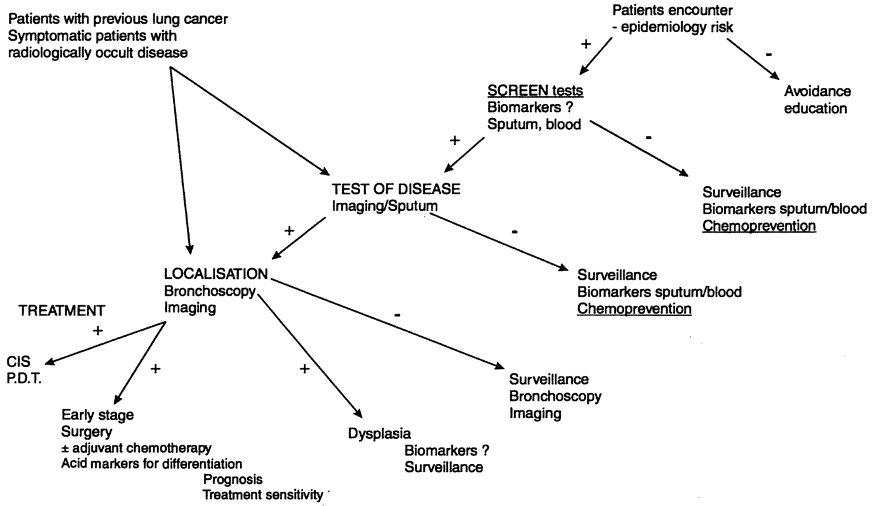 Patients with previous lung cancer
Symptomatic patients with
radiologically occult disease
Patients encounter
- epidemiology risk
+
-
SCREEN tests
Biomarkers ?
Sputum, blood
Avoidance
education
+
-
TEST OF DISEASE
Imaging/Sputum
Surveillance
Biomarkers sputum/blood
Chemoprevention
+
-
LOCALISATION
Bronchoscopy
Imaging
Surveillance
Biomarkers sputum/blood
Chemoprevention
TREATMENT
+
+
+
-
CIS
P.D.T.
Surveillance
Bronchoscopy
Imaging
Early stage
Surgery
± adjuvant chemotherapy
Acid markers for differentiation
Prognosis
Treatment sensitivity
Dysplasia
Biomarkers ?
Surveillance